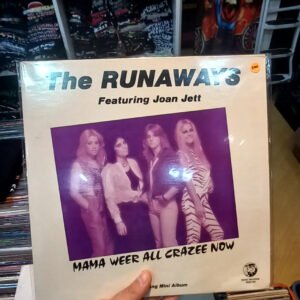 The RUNAWAYS
Featuring Joan Jett
MAMA WEER ALL CRAZEE NOW
Mini Album